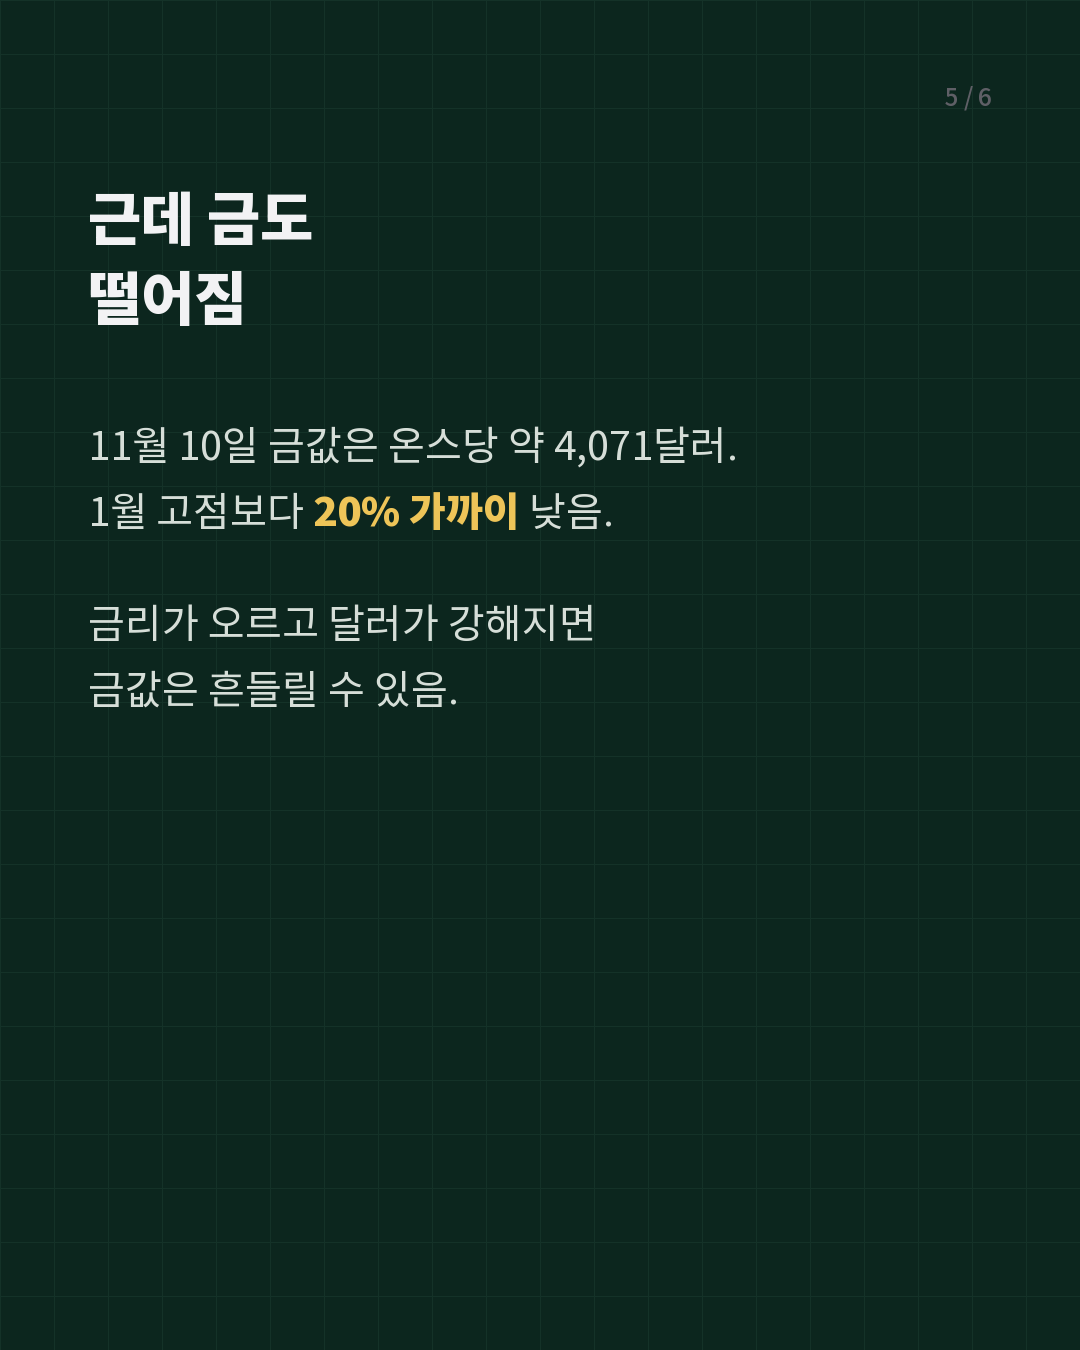 5 / 6
근데 금도
떨어짐
11월 10일 금값은 온스당 약 4,071달러.
1월 고점보다 20% 가까이 낮음.
금리가 오르고 달러가 강해지면
금값은 흔들릴 수 있음.